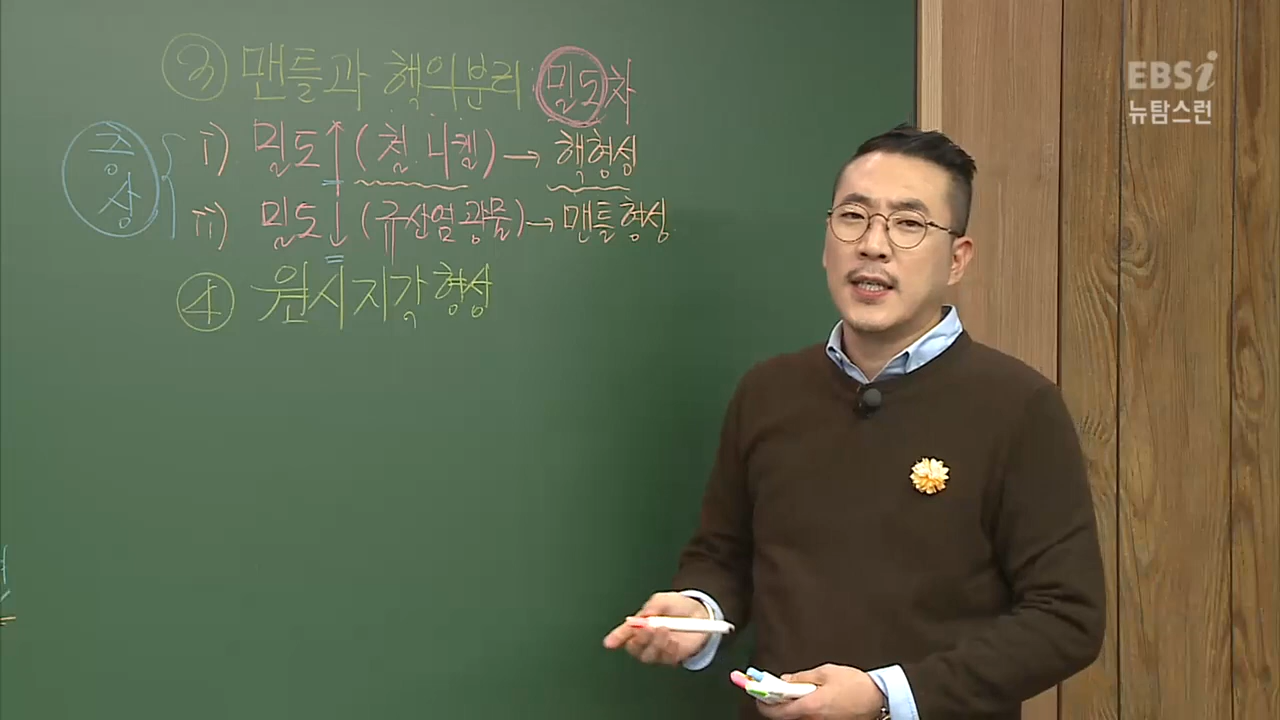 ③ 맨틀과 핵의 분리 밀도차
층상
i) 밀도↑(철, 니켈)→핵형성
ii) 밀도↓(규산염 광물)→맨틀형성
④ 원시지각 형성
EBSi
뉴탐스런